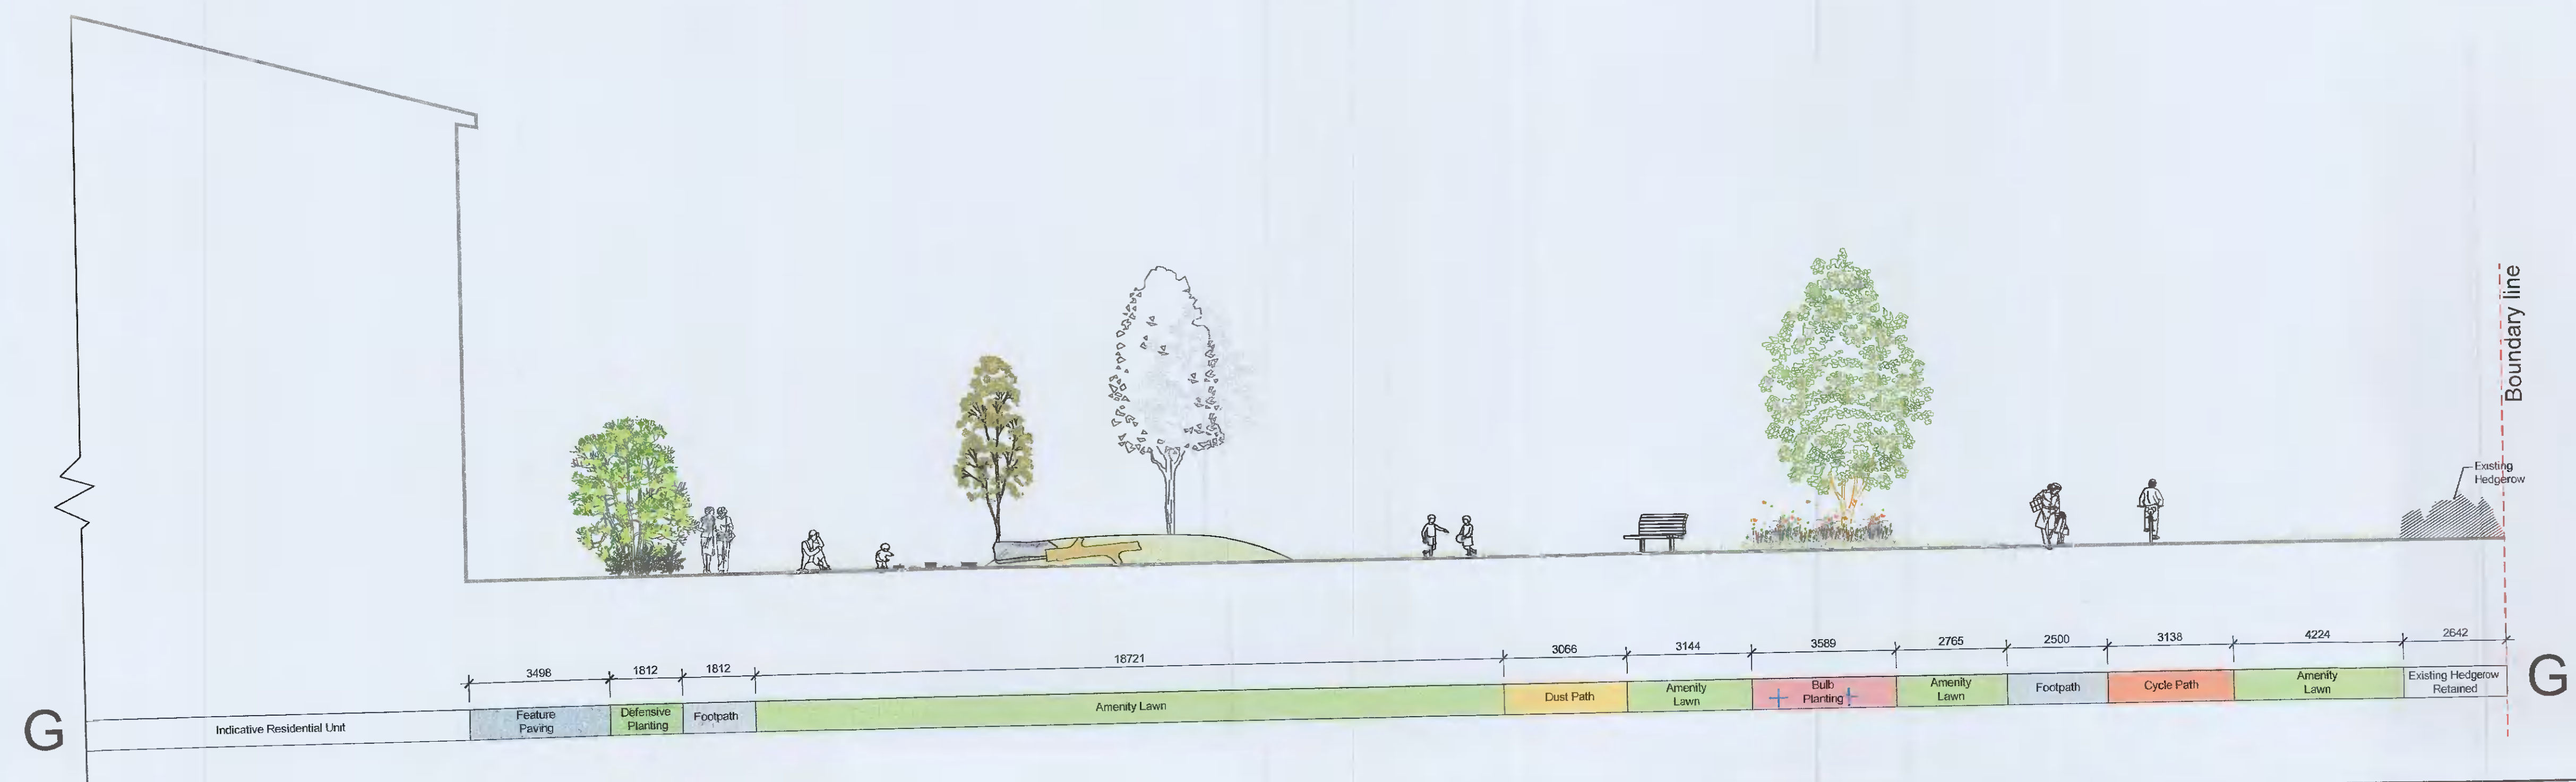 Boundary line
Existing
Hedgerow
3498
1812
1812
18721
3066
3144
3589
2765
2500
3138
4224
2642
G
Indicative Residential Unit
Feature
Paving
Defensive
Planting
Footpath
Amenity Lawn
Dust Path
Amenity
Lawn
Bulb
Planting
Amenity
Lawn
Footpath
Cycle Path
Amenity
Lawn
Existing Hedgerow
Retained
G